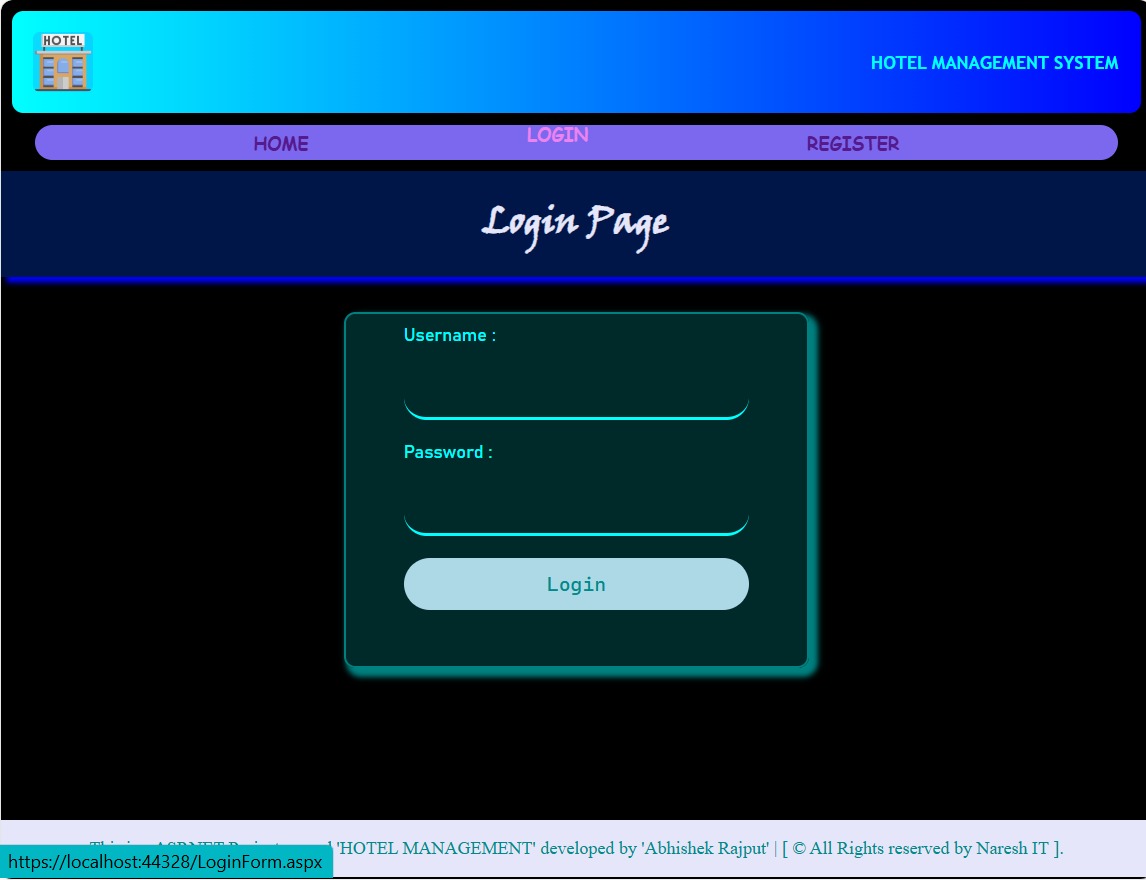 HOTEL
HOTEL MANAGEMENT SYSTEM
HOME LOGIN REGISTER
Login Page
Username :
Password :
Login
'HOTEL MANAGEMENT' developed by 'Abhishek Rajput' | [ © All Rights reserved by Naresh IT ].
https://localhost:44328/LoginForm.aspx